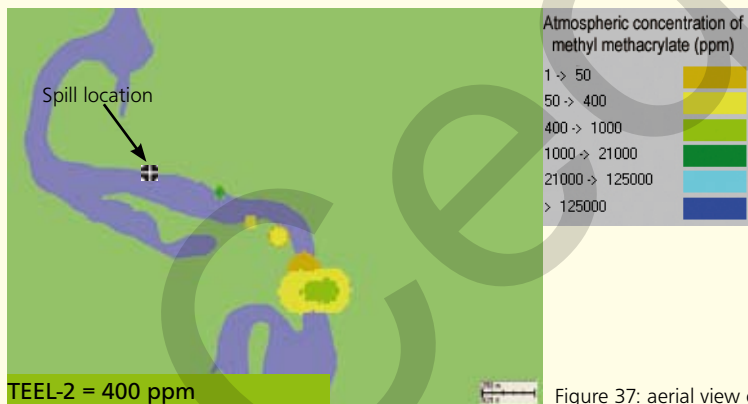 Spill location
TEEL-2 = 400 ppm
Atmospheric concentration of
methyl methacrylate (ppm)
1 -> 50
50 -> 400
400 -> 1000
1000 -> 21000
21000 -> 125000
> 125000
Figure 37: aerial view